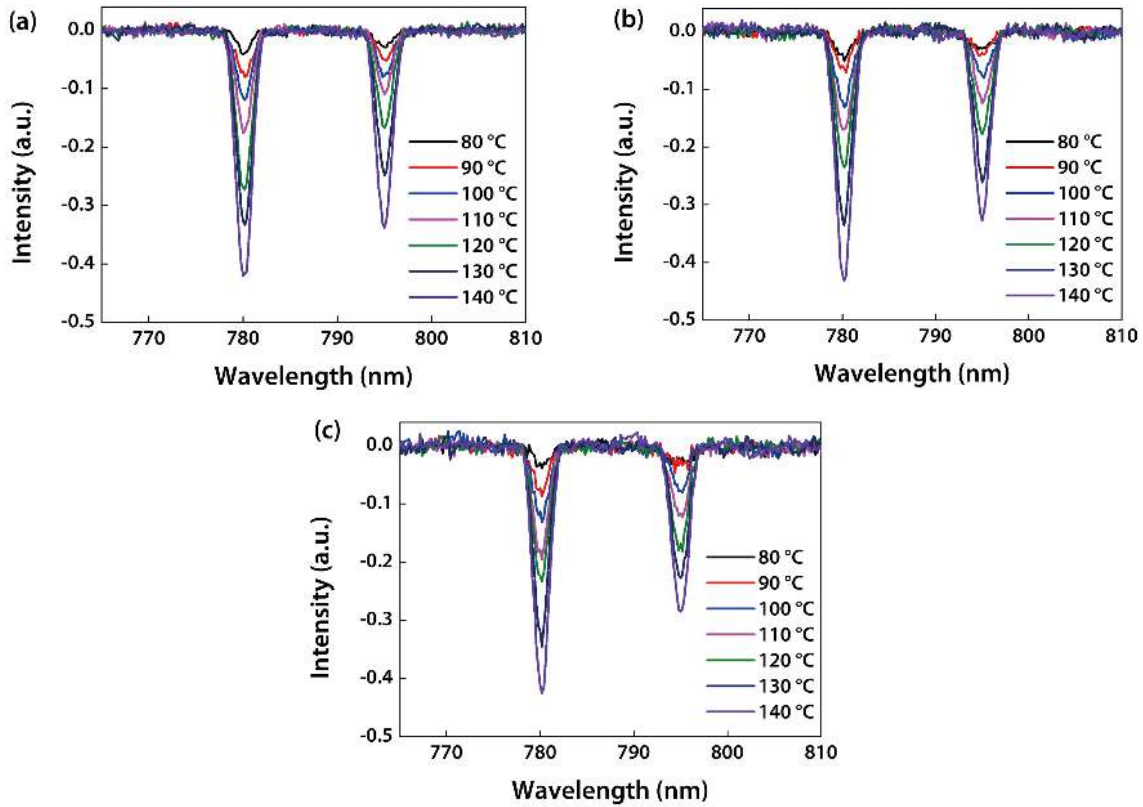 (a)
0.0
-0.1
-0.2
-0.3
-0.4
-0.5
Intensity (a.u.)
80 °C
90 °C
100 °C
110 °C
120 °C
130 °C
140 °C
770 780 790 800 810
Wavelength (nm)
(b)
0.0
-0.1
-0.2
-0.3
-0.4
-0.5
Intensity (a.u.)
80 °C
90 °C
100 °C
110 °C
120 °C
130 °C
140 °C
770 780 790 800 810
Wavelength (nm)
(c)
0.0
-0.1
-0.2
-0.3
-0.4
-0.5
Intensity (a.u.)
80 °C
90 °C
100 °C
110 °C
120 °C
130 °C
140 °C
770 780 790 800 810
Wavelength (nm)